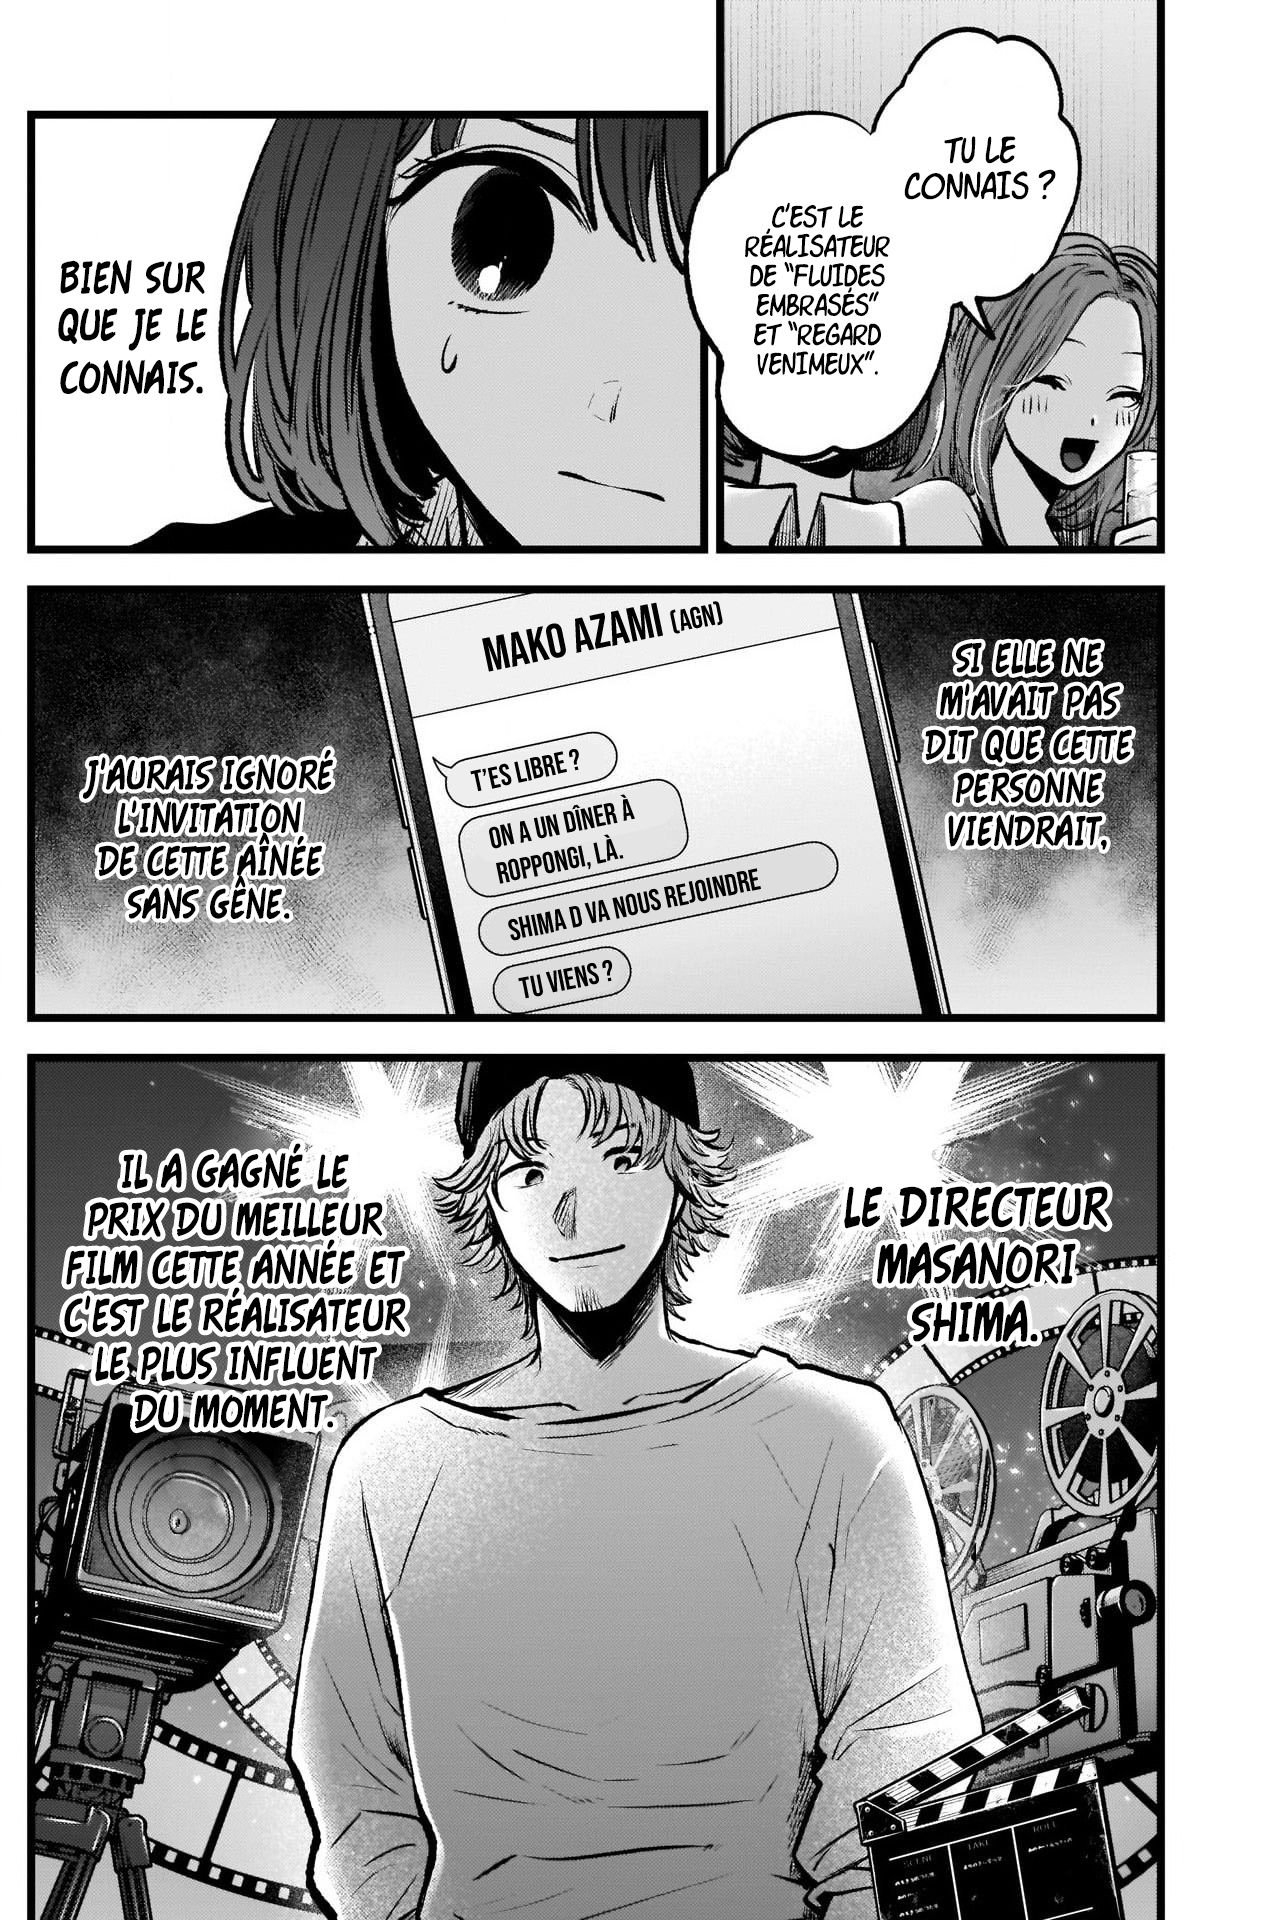 TU LE
CONNAIS ?
C'EST LE
RÉALISATEUR
DE "FLUIDES
EMBRASÉS"
ET "REGARD
VENIMEUX".
BIEN SUR
QUE JE LE
CONNAIS.
SI ELLE NE
M'AVAIT PAS
DIT QUE CETTE
PERSONNE
VIENDRAIT,
MAKO AZAMI (AGN)
T'ES LIBRE ?
ON A UN DÎNER À
ROPPONGI, LÀ.
SHIMA D VA NOUS REJOINDRE
TU VIENS ?
J'AURAIS IGNORÉ
L'INVITATION
DE CETTE AÎNÉE
SANS GÊNE.
LE DIRECTEUR
MASANORI
SHIMA.
IL A GAGNÉ LE
PRIX DU MEILLEUR
FILM CETTE ANNÉE ET
C'EST LE RÉALISATEUR
LE PLUS INFLUENT
DU MOMENT.
SCENE TAKE ROLL